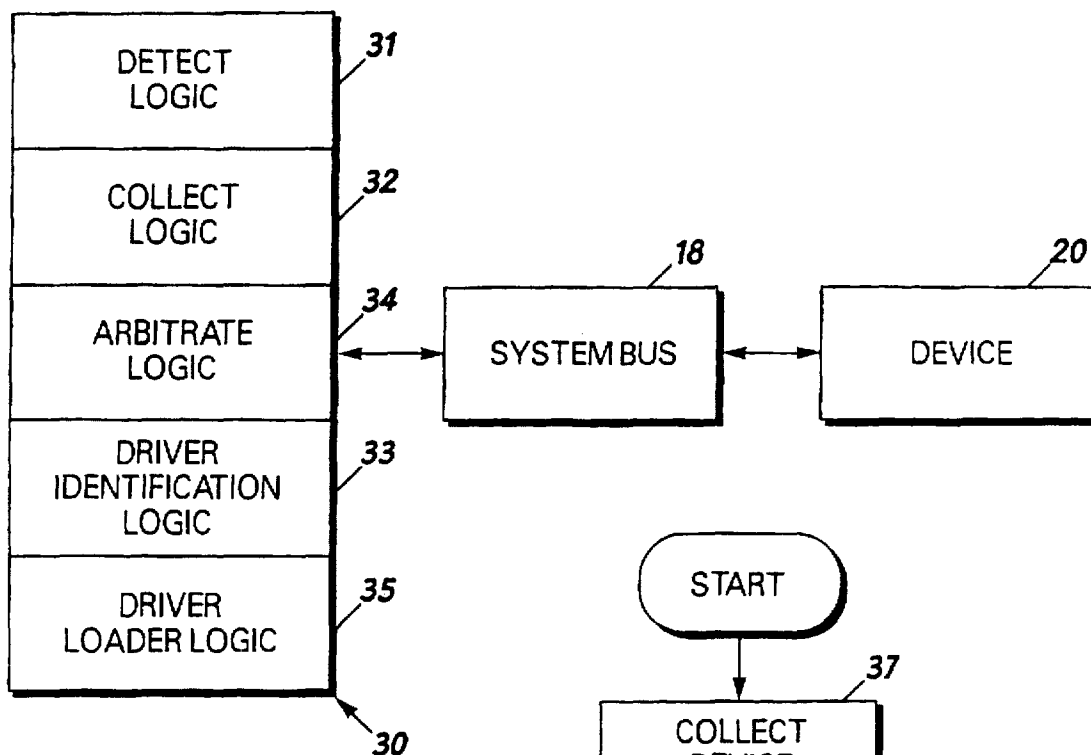 DETECT
LOGIC
31
COLLECT
LOGIC
32
ARBITRATE
LOGIC
34
SYSTEM BUS
18
DEVICE
20
DRIVER
IDENTIFICATION
LOGIC
33
DRIVER
LOADER LOGIC
35
30
START
37
COLLECT
DEVICE